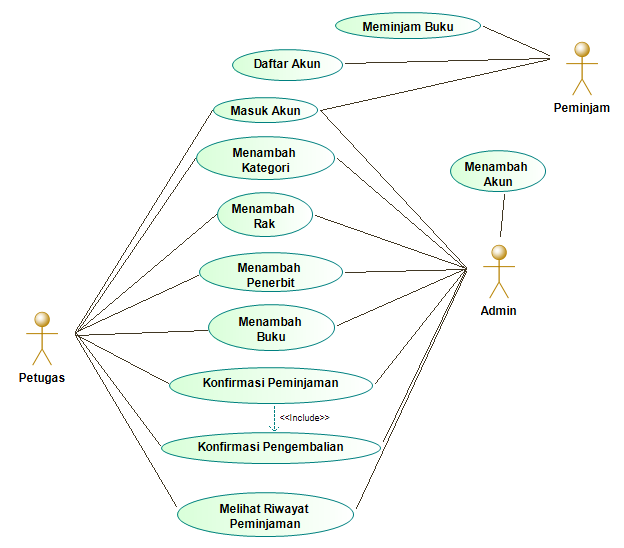 Meminjam Buku
Daftar Akun
Peminjam
Masuk Akun
Menambah
Kategori
Menambah
Akun
Menambah
Rak
Menambah
Penerbit
Admin
Menambah
Buku
Petugas
Konfirmasi Peminjaman
<<Include>>
Konfirmasi Pengembalian
Melihat Riwayat
Peminjaman